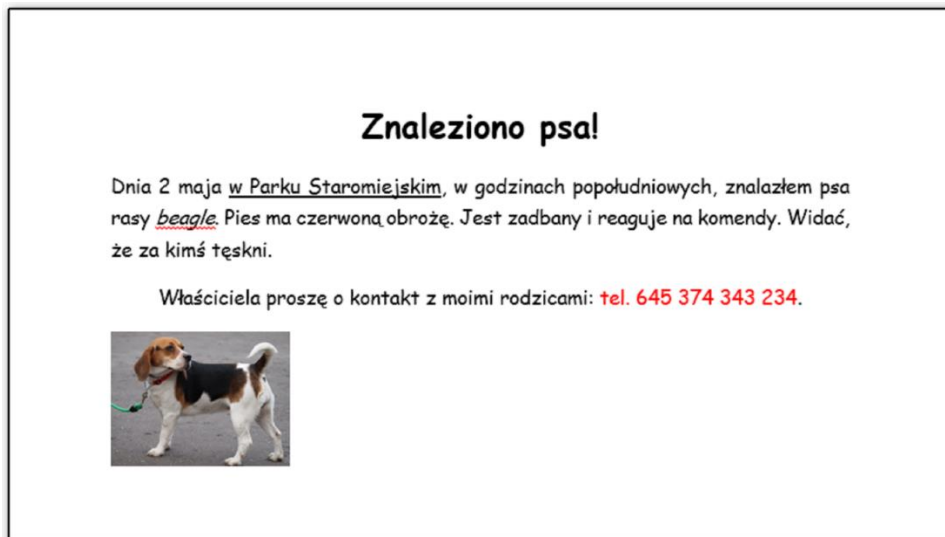 Znaleziono psa!
Dnia 2 maja w Parku Staromiejskim, w godzinach popołudniowych, znalazłem psa
rasy beagle. Pies ma czerwoną obrożę. Jest zadbany i reaguje na komendy. Widać,
że za kimś tęskni.
Właściciela proszę o kontakt z moimi rodzicami: tel. 645 374 343 234.